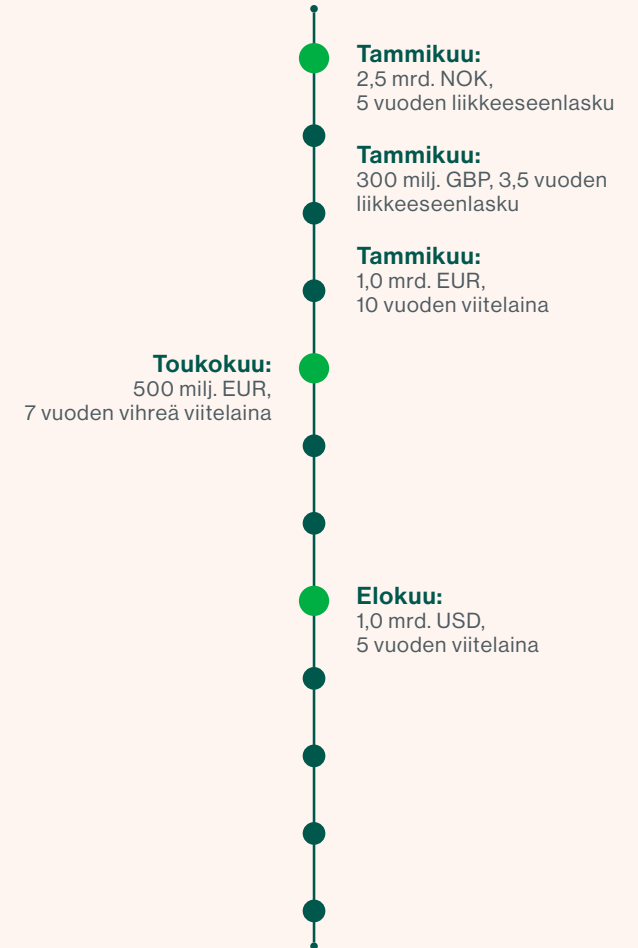 Tammikuu:
2,5 mrd. NOK,
5 vuoden liikkeeseenlasku
Tammikuu:
300 milj. GBP, 3,5 vuoden
liikkeeseenlasku
Tammikuu:
1,0 mrd. EUR,
10 vuoden viitelaina
Toukokuu:
500 milj. EUR,
7 vuoden vihreä viitelaina
Elokuu:
1,0 mrd. USD,
5 vuoden viitelaina